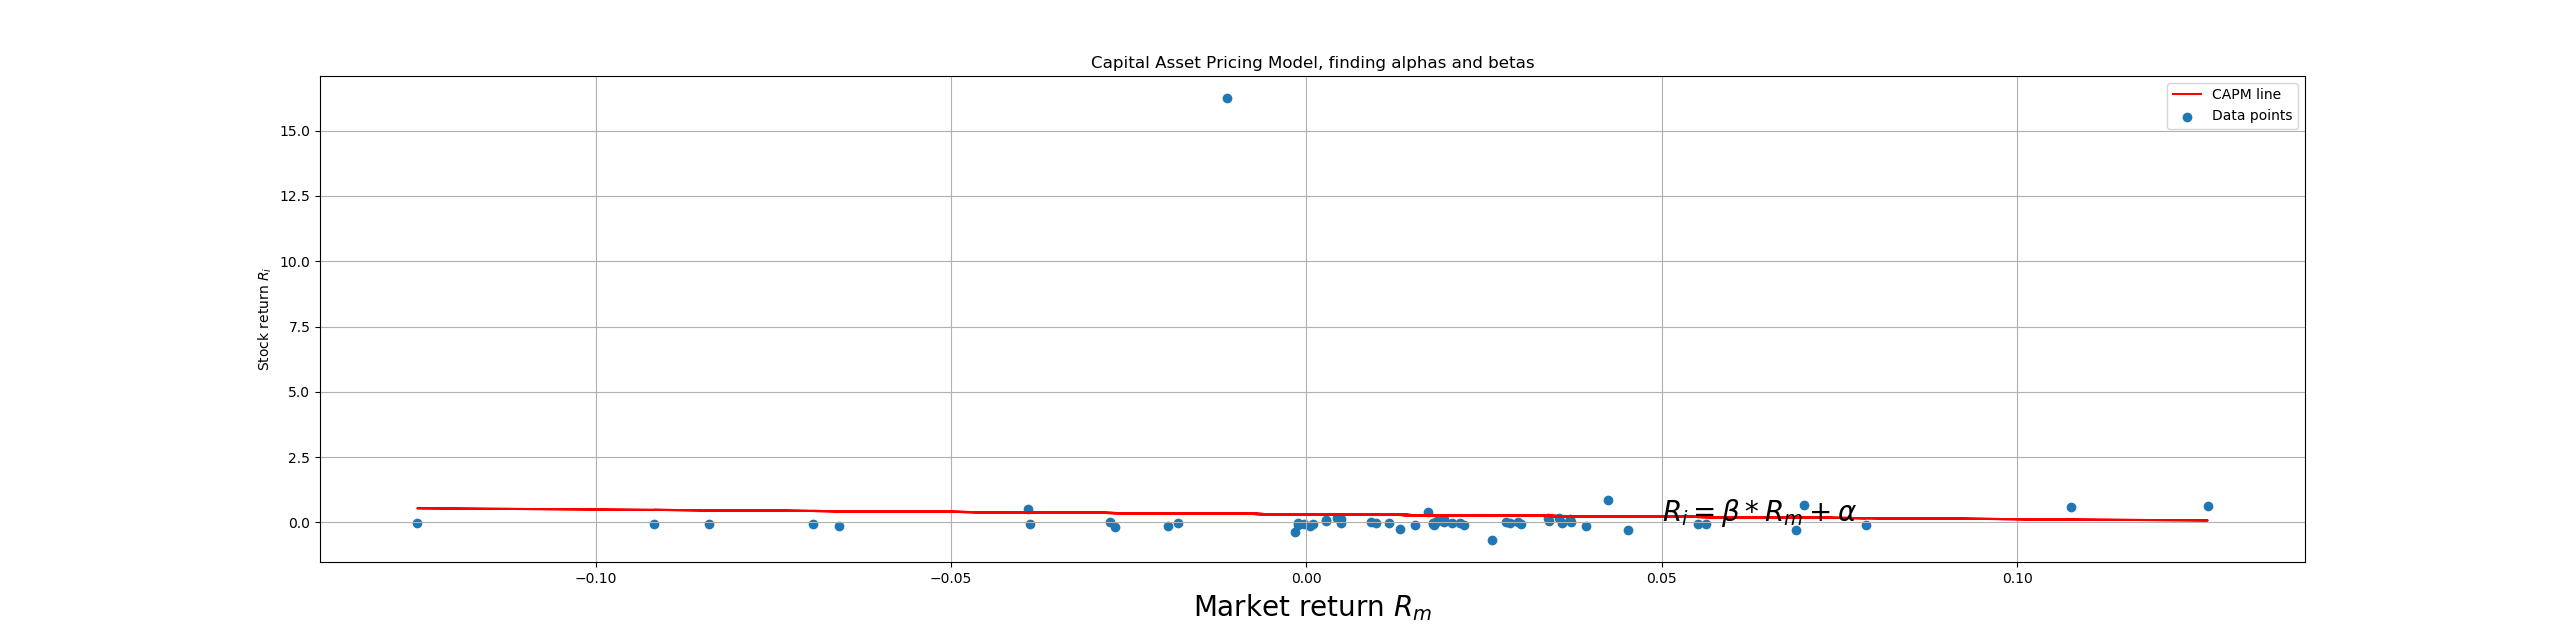 Capital Asset Pricing Model, finding alphas and betas
CAPM line
Data points
15.0
12.5
10.0
7.5
5.0
2.5
0.0
Stock return R_i
R_i = β * R_m + α
−0.10
−0.05
0.00
0.05
0.10
Market return R_m